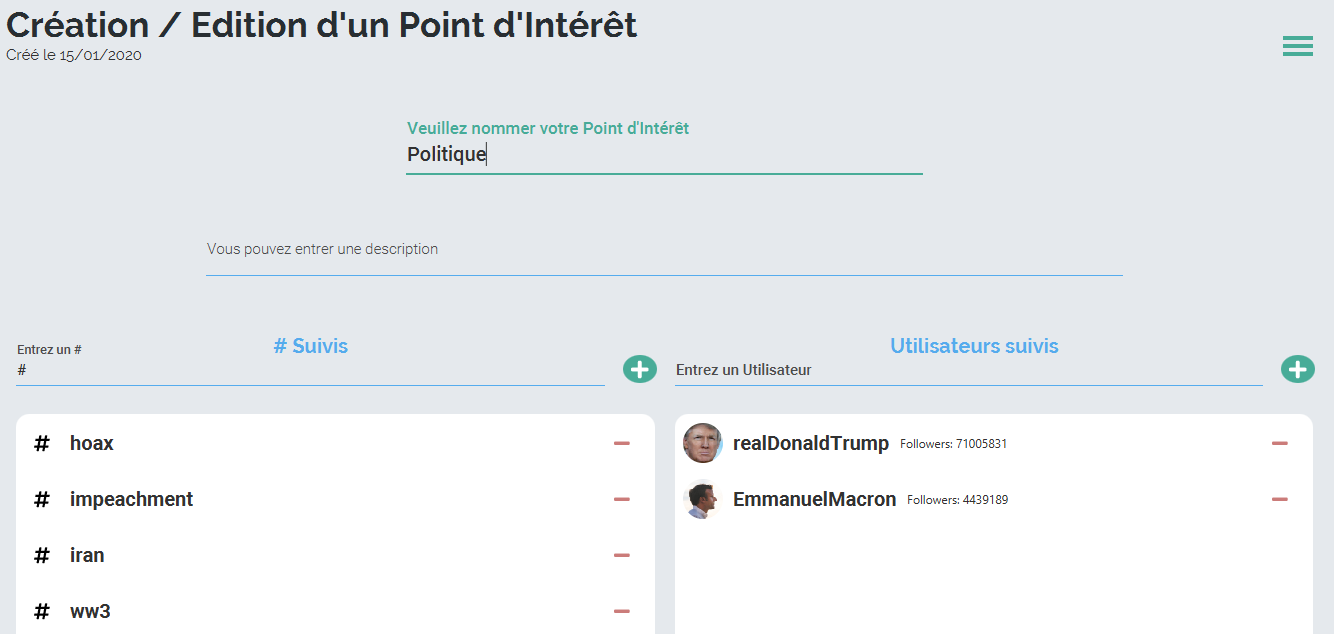 Création / Edition d'un Point d'Intérêt
Créé le 15/01/2020
Veuillez nommer votre Point d'Intérêt
Politique
Vous pouvez entrer une description
# Suivis
Entrez un #
#
# hoax
# impeachment
# iran
# ww3
Utilisateurs suivis
Entrez un Utilisateur
realDonaldTrump Followers: 71005831
EmmanuelMacron Followers: 4439189